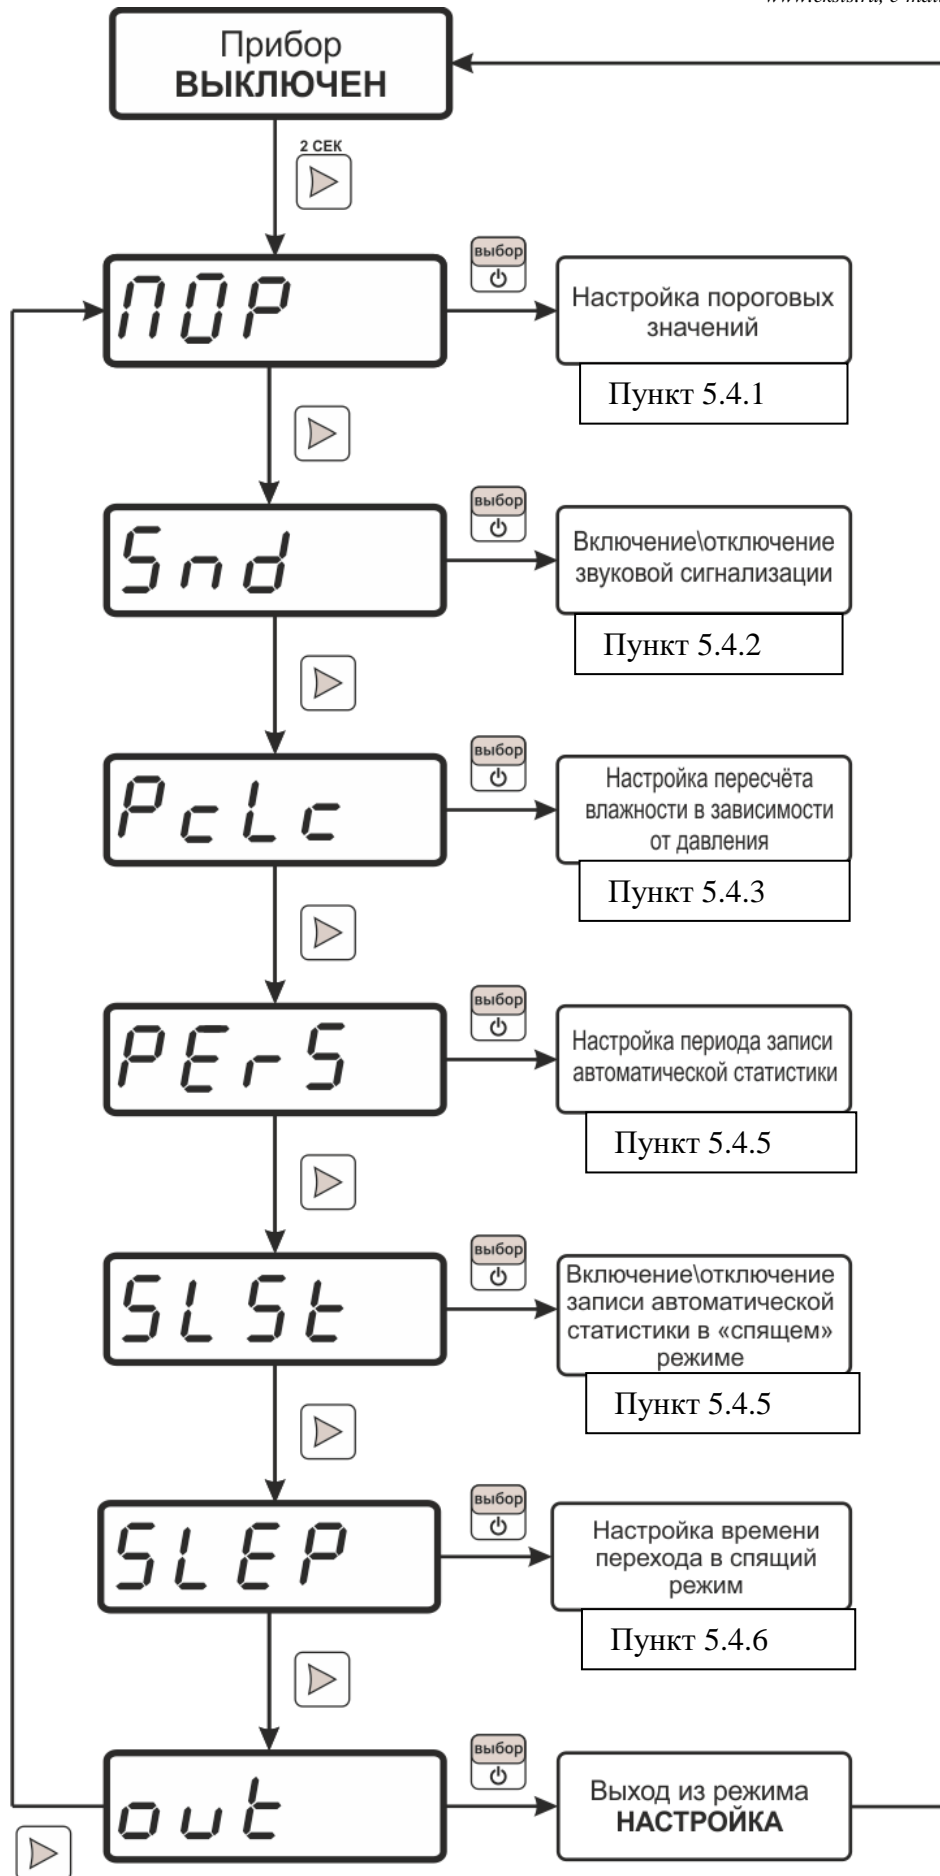 Прибор
ВЫКЛЮЧЕН
2 СЕК
ПОР
выбор
Настройка пороговых
значений
Пункт 5.4.1
Snd
выбор
Включение\отключение
звуковой сигнализации
Пункт 5.4.2
PcLc
выбор
Настройка пересчёта
влажности в зависимости
от давления
Пункт 5.4.3
PErS
выбор
Настройка периода записи
автоматической статистики
Пункт 5.4.5
SLSt
выбор
Включение\отключение
записи автоматической
статистики в «спящем»
режиме
Пункт 5.4.5
SLEP
выбор
Настройка времени
перехода в спящий
режим
Пункт 5.4.6
out
выбор
Выход из режима
НАСТРОЙКА